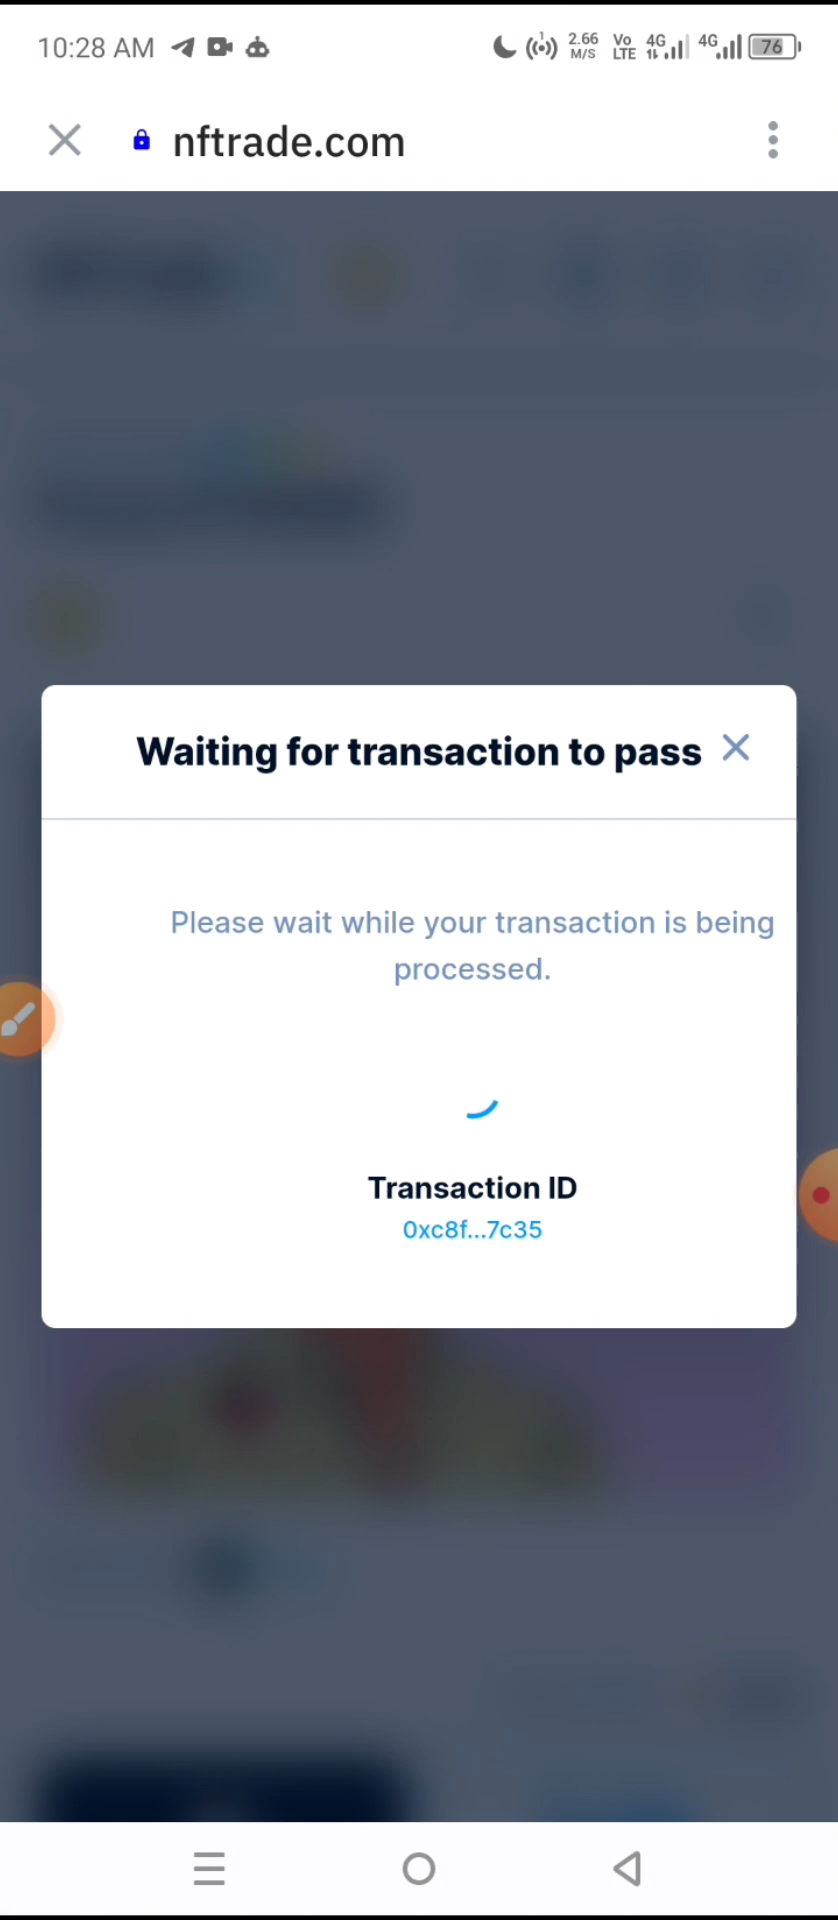 10:28 AM 2.66 M/S Vo LTE 4G 4G 76
nftrade.com
Waiting for transaction to pass
Please wait while your transaction is being
processed.
Transaction ID
0xc8f...7c35